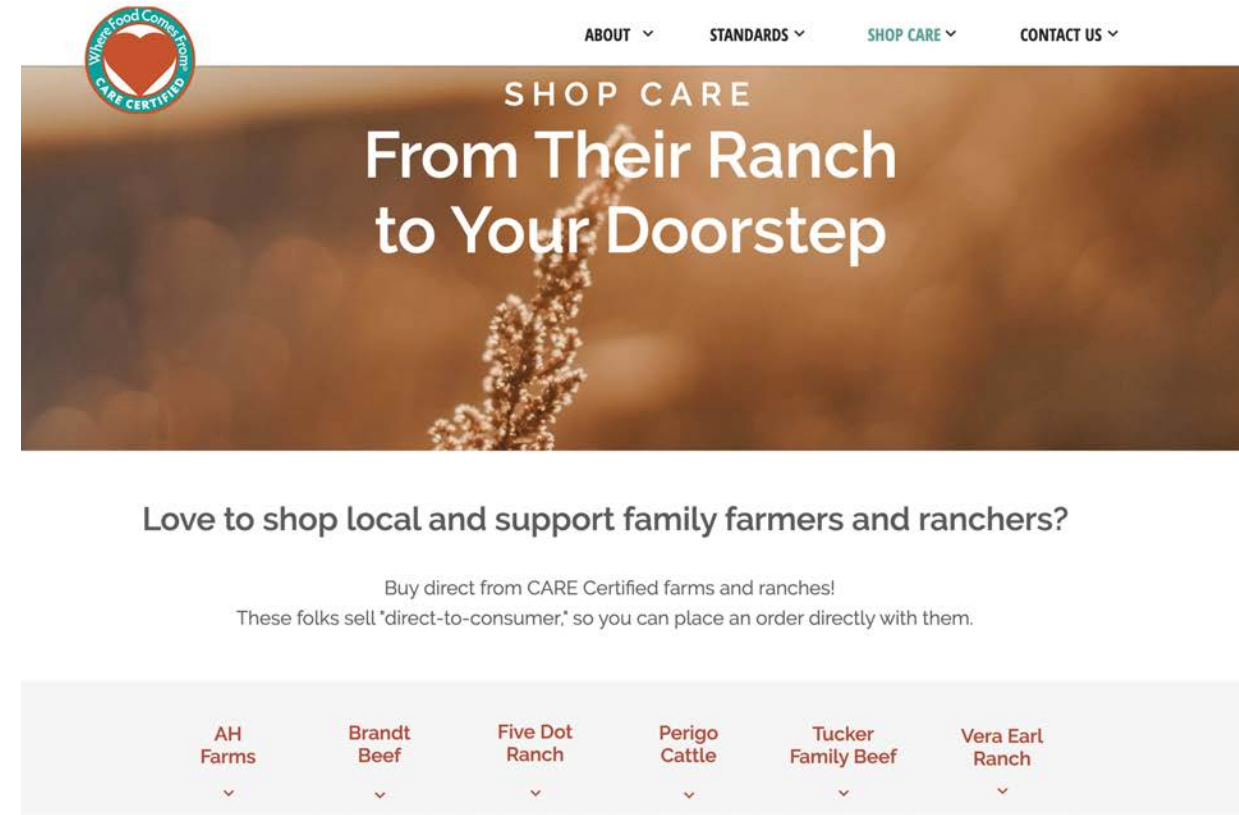 Where Food Comes From®
CARE CERTIFIED
ABOUT
STANDARDS
SHOP CARE
CONTACT US
SHOP CARE
From Their Ranch
to Your Doorstep
Love to shop local and support family farmers and ranchers?
Buy direct from CARE Certified farms and ranches!
These folks sell "direct-to-consumer," so you can place an order directly with them.
AH
Farms
Brandt
Beef
Five Dot
Ranch
Perigo
Cattle
Tucker
Family Beef
Vera Earl
Ranch